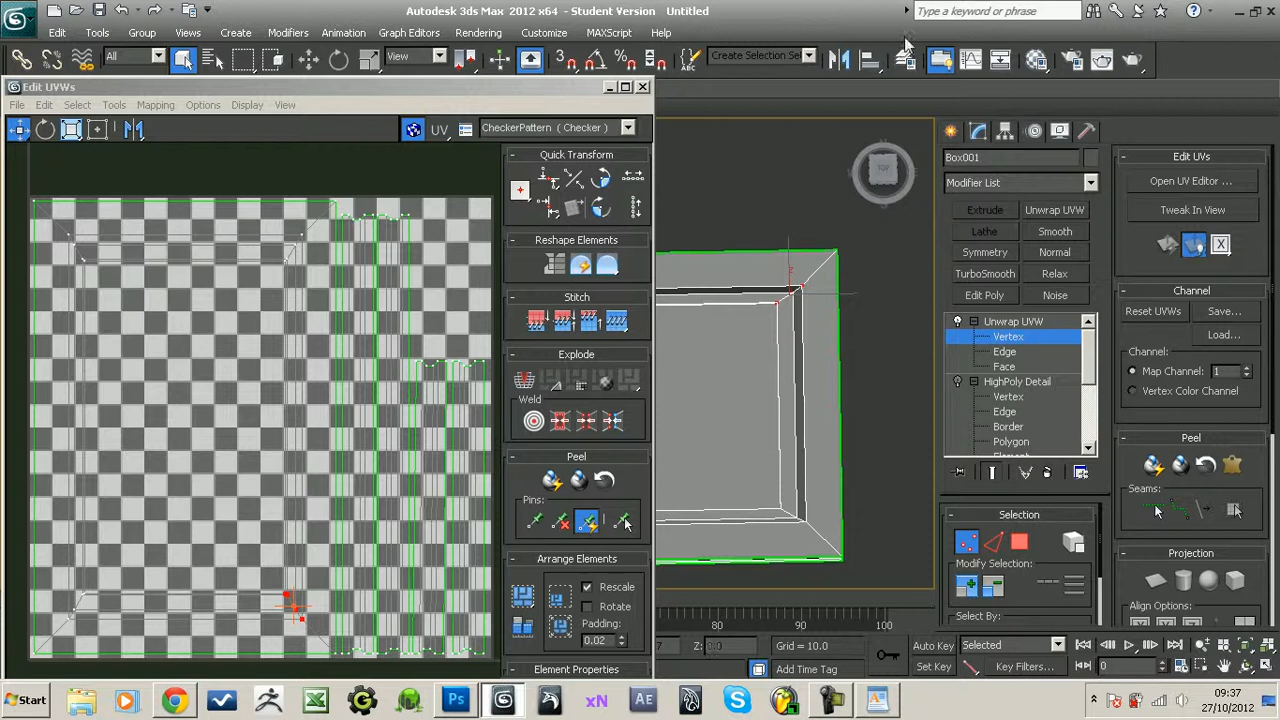 Autodesk 3ds Max 2012 x64 - Student Version Untitled
Type a keyword or phrase
Edit Tools Group Views Create Modifiers Animation Graph Editors Rendering Customize MAXScript Help
All
View
Create Selection Set
Edit UVWs
File Edit Select Tools Mapping Options Display View
UV
CheckerPattern ( Checker )
Quick Transform
Reshape Elements
Stitch
Explode
Weld
Peel
Pins:
Arrange Elements
Rescale
Rotate
Padding:
0.02
Element Properties
TOP
Box001
Modifier List
Extrude Unwrap UVW
Lathe Smooth
Symmetry Normal
TurboSmooth Relax
Edit Poly Noise
Unwrap UVW
Vertex
Edge
Face
HighPoly Detail
Vertex
Edge
Border
Polygon
Element
Selection
Modify Selection:
Select By:
Edit UVs
Open UV Editor ...
Tweak In View
Channel
Reset UVWs Save...
Load...
Channel:
Map Channel: 1
Vertex Color Channel
Peel
Seams:
Projection
Align Options:
80 90 100
Z:
Grid = 10.0
Add Time Tag
Auto Key Selected
Set Key Key Filters...
0
Start
Ps
Ae
xN
09:37
27/10/2012